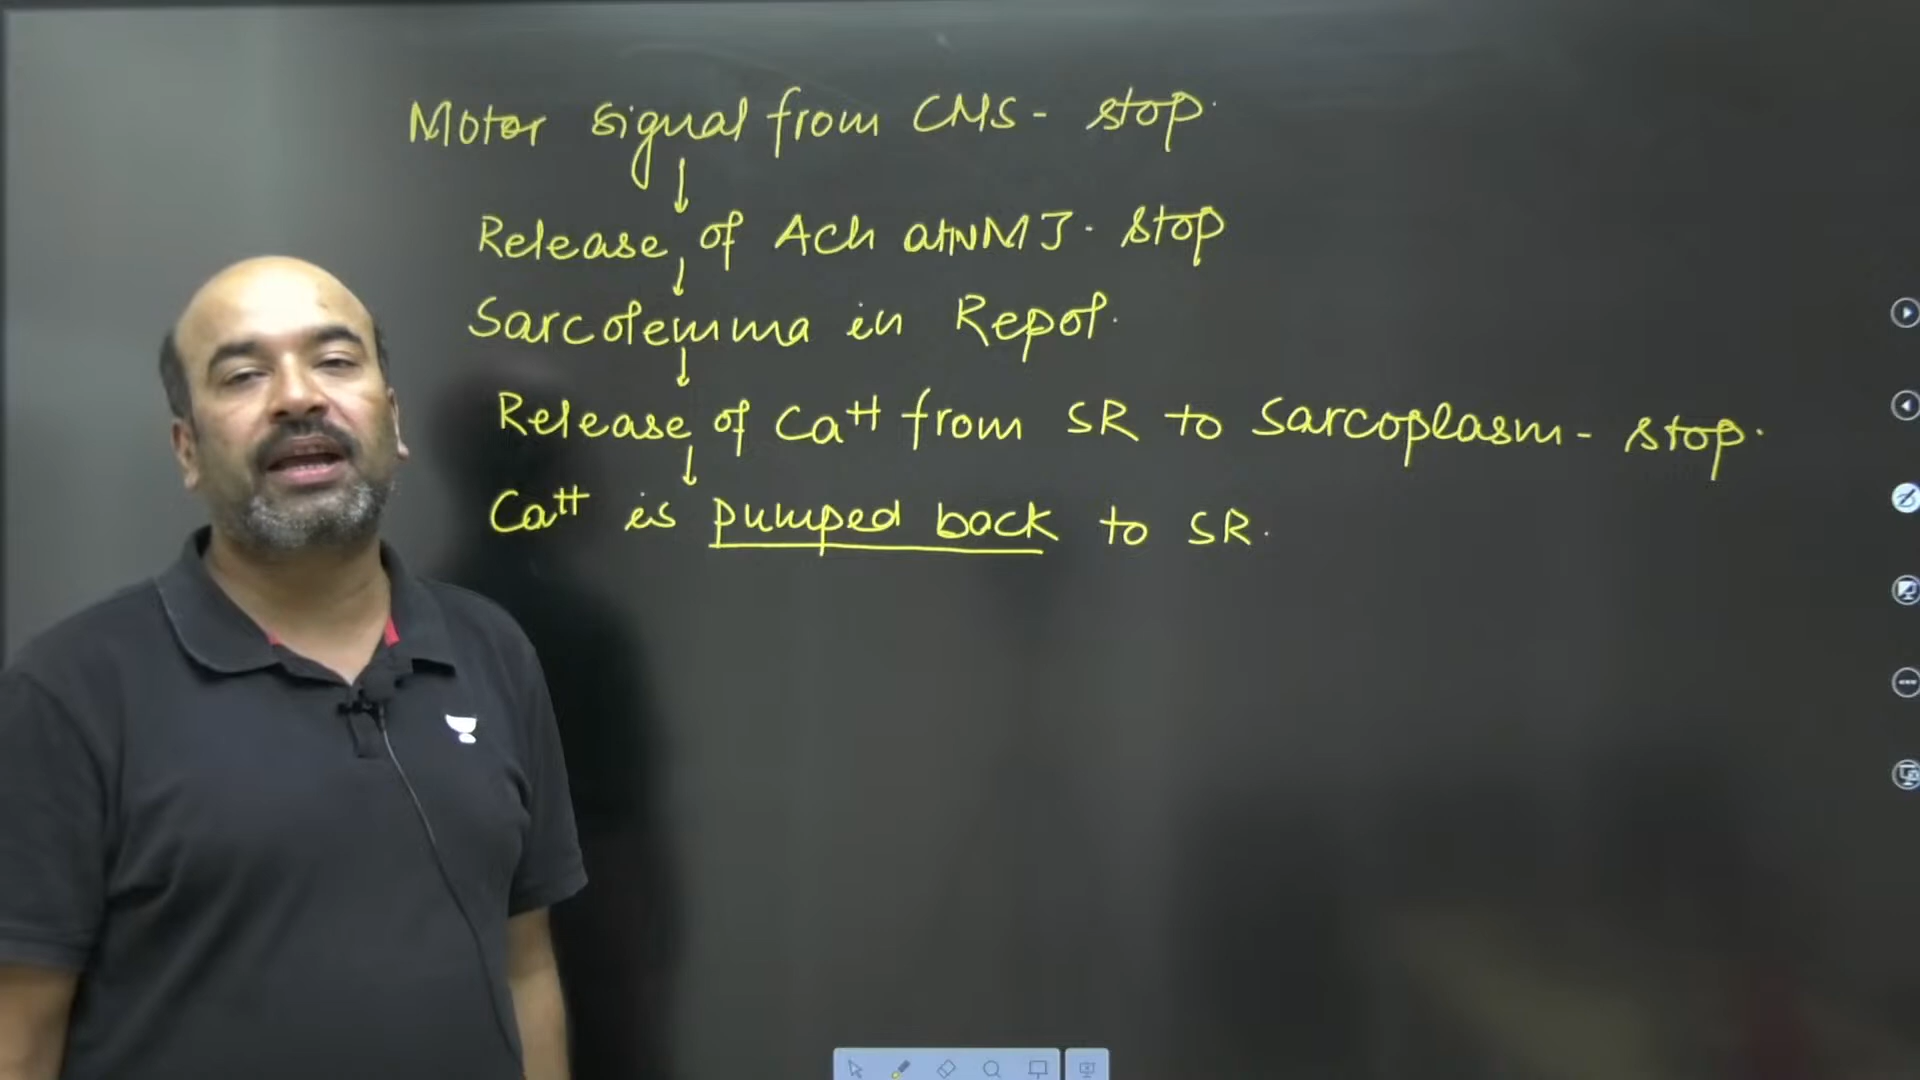 Motor signal from CNS - stop.
↓
Release of Ach at NMJ. stop
↓
Sarcolemma in Repol.
↓
Release of Ca++ from SR to Sarcoplasm - stop.
↓
Ca++ is pumped back to SR.